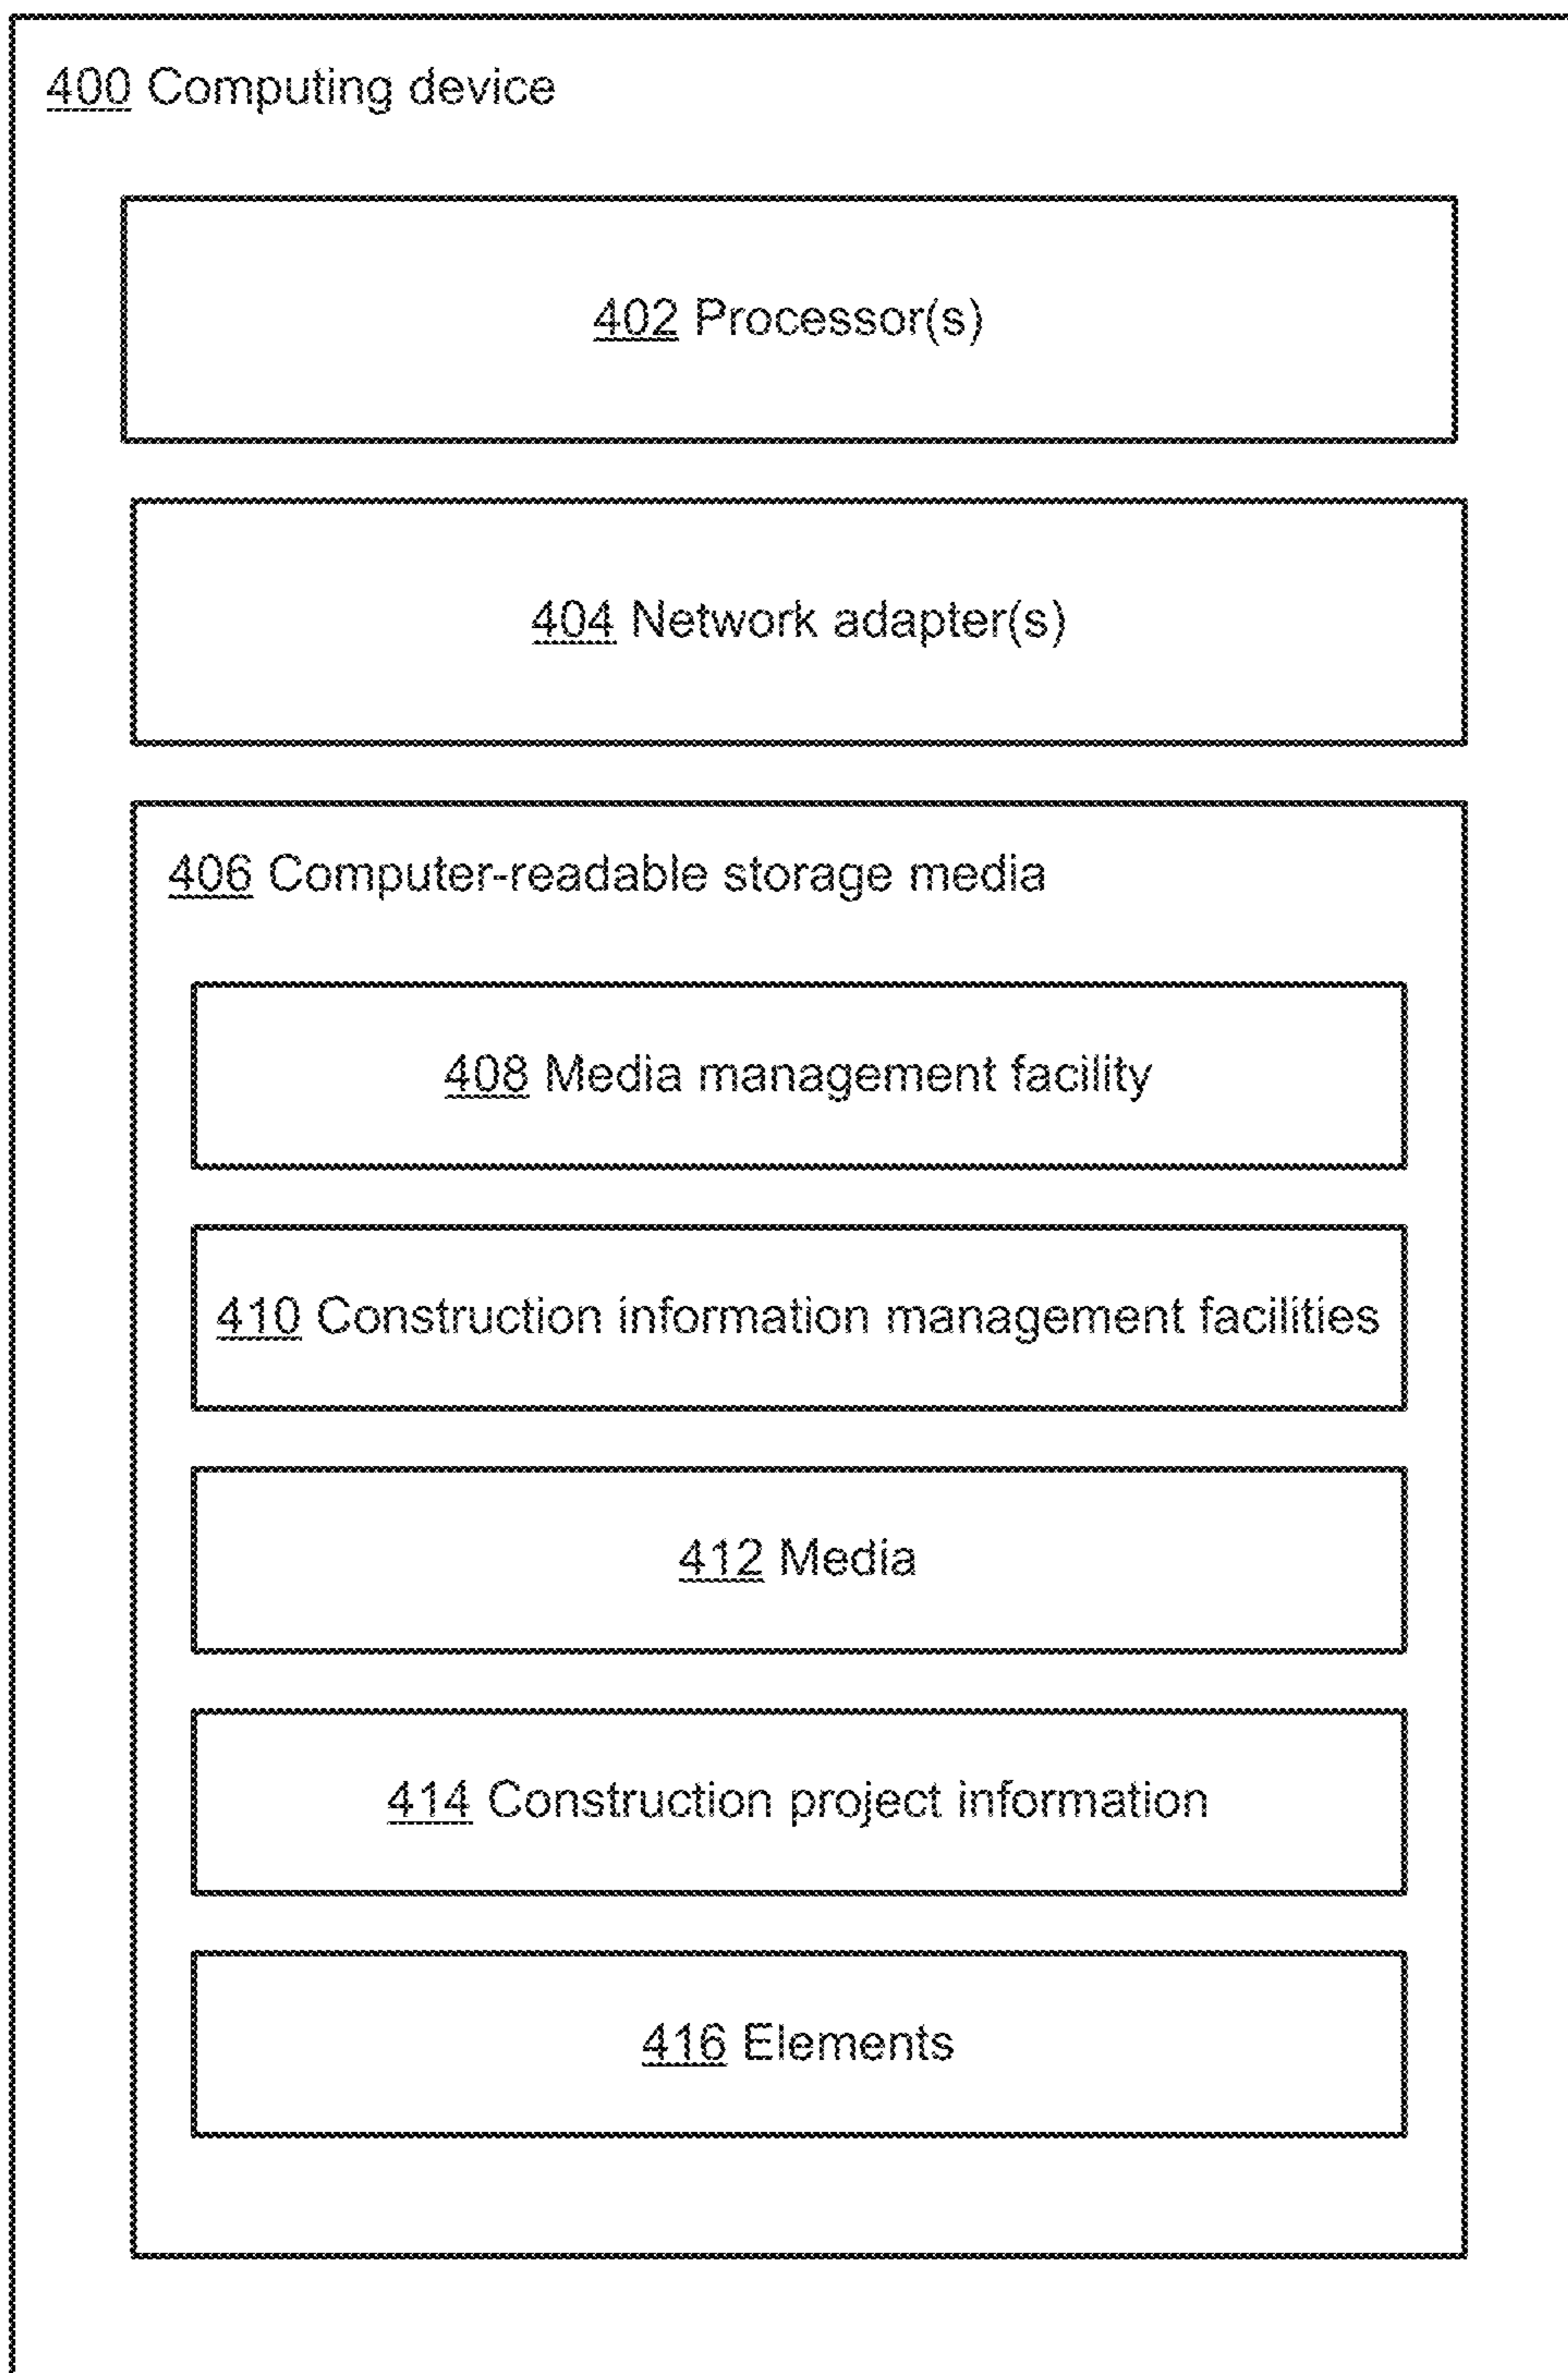 400 Computing device
402 Processor(s)
404 Network adapter(s)
406 Computer-readable storage media
408 Media management facility
410 Construction information management facilities
412 Media
414 Construction project information
416 Elements